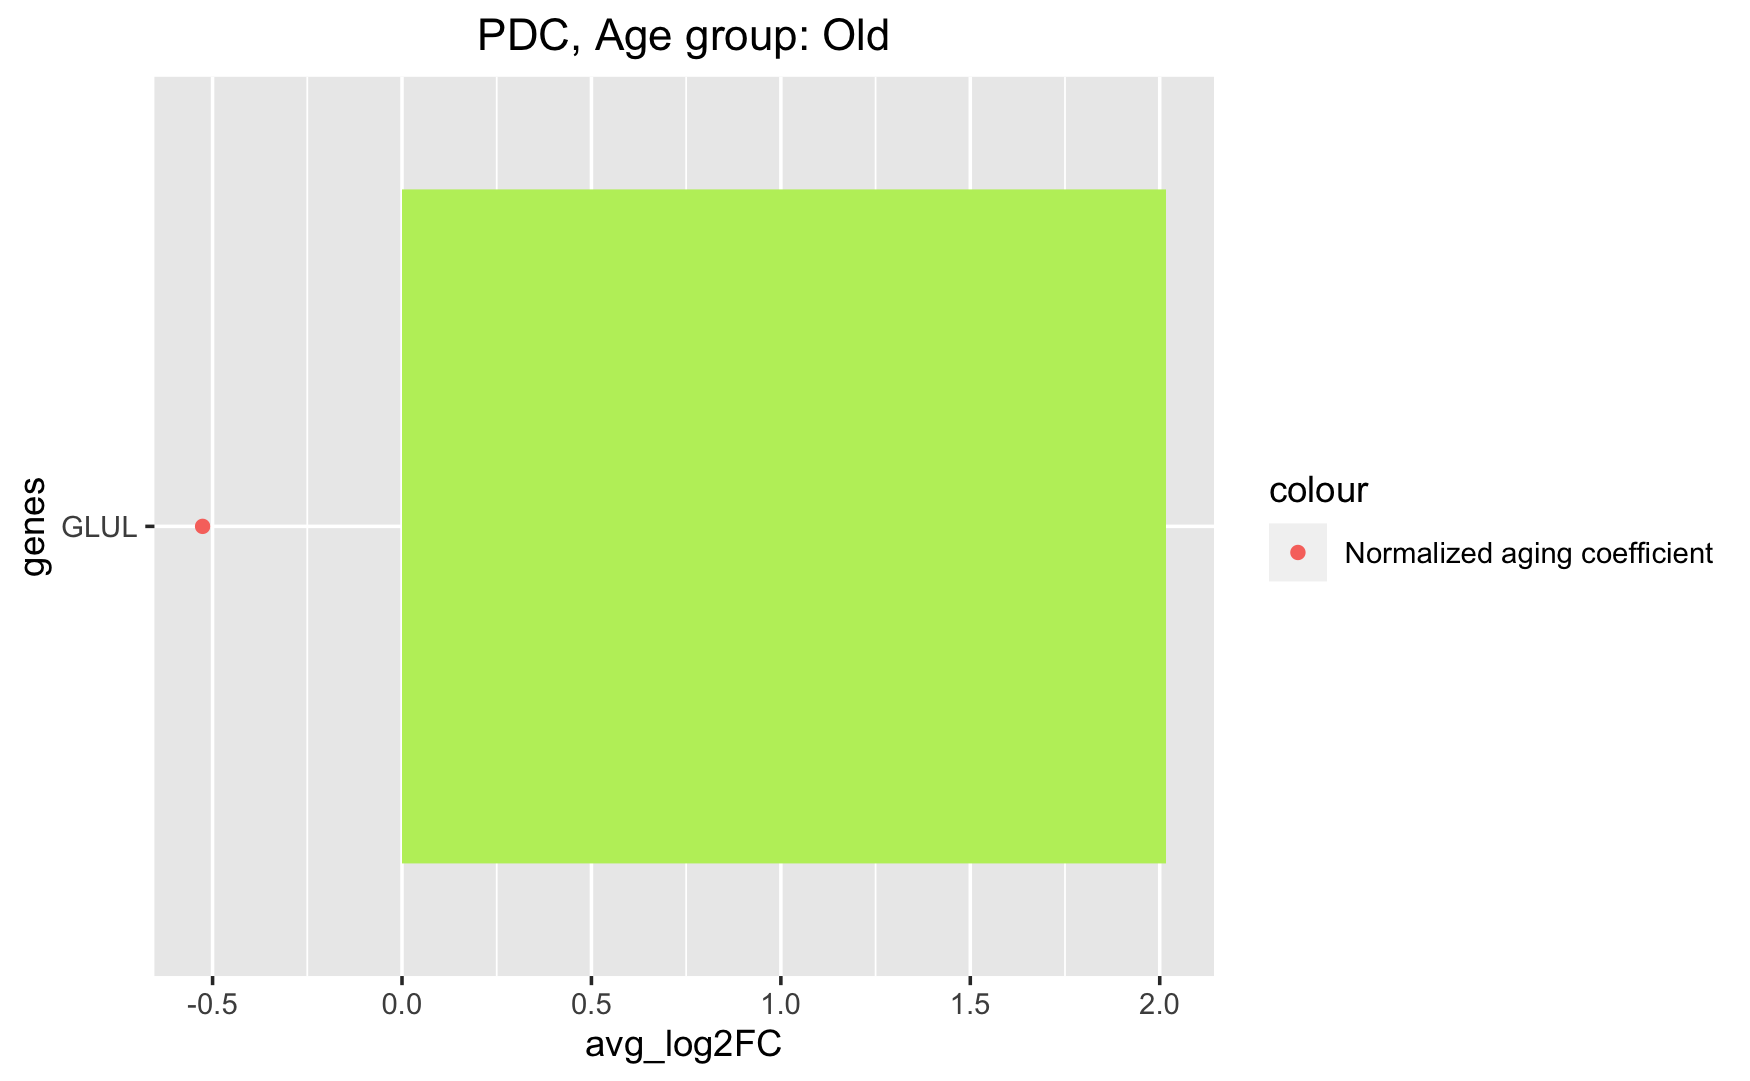 PDC, Age group: Old
genes
GLUL
-0.5 0.0 0.5 1.0 1.5 2.0
avg_log2FC
colour
Normalized aging coefficient